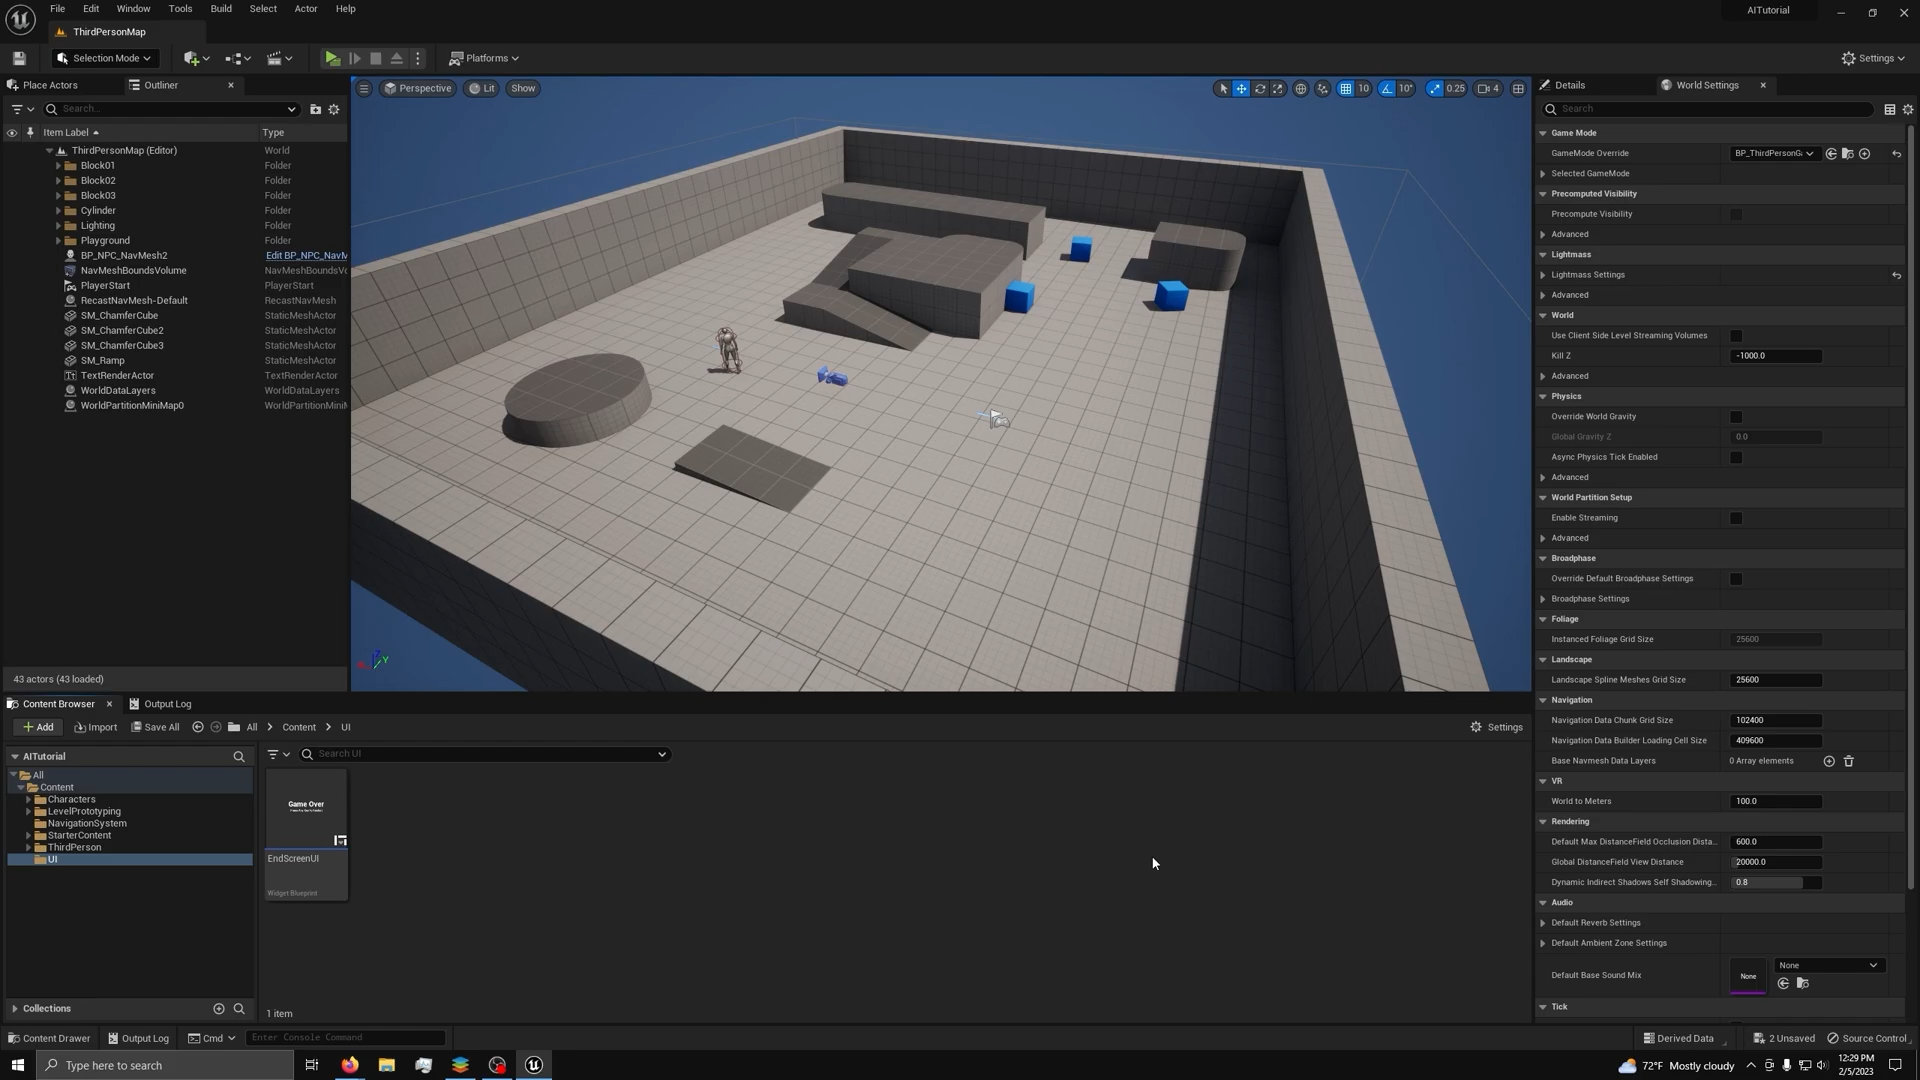 File Edit Window Tools Build Select Actor Help
AITutorial
ThirdPersonMap
Selection Mode
Platforms
Settings
Place Actors
Outliner
Search...
Item Label Type
ThirdPersonMap (Editor) World
Block01 Folder
Block02 Folder
Block03 Folder
Cylinder Folder
Lighting Folder
Playground Folder
BP_NPC_NavMesh2 Edit BP_NPC_NavM
NavMeshBoundsVolume NavMeshBoundsVo
PlayerStart PlayerStart
RecastNavMesh-Default RecastNavMesh
SM_ChamferCube StaticMeshActor
SM_ChamferCube2 StaticMeshActor
SM_ChamferCube3 StaticMeshActor
SM_Ramp StaticMeshActor
TextRenderActor TextRenderActor
WorldDataLayers WorldDataLayers
WorldPartitionMiniMap0 WorldPartitionMiniM
43 actors (43 loaded)
Perspective Lit Show
10 10° 0.25 4
Details World Settings
Search
Game Mode
GameMode Override BP_ThirdPersonGa
Selected GameMode
Precomputed Visibility
Precompute Visibility
Advanced
Lightmass
Lightmass Settings
Advanced
World
Use Client Side Level Streaming Volumes
Kill Z -1000.0
Advanced
Physics
Override World Gravity
Global Gravity Z 0.0
Async Physics Tick Enabled
Advanced
World Partition Setup
Enable Streaming
Advanced
Broadphase
Override Default Broadphase Settings
Broadphase Settings
Foliage
Instanced Foliage Grid Size 25600
Landscape
Landscape Spline Meshes Grid Size 25600
Navigation
Navigation Data Chunk Grid Size 102400
Navigation Data Builder Loading Cell Size 409600
Base Navmesh Data Layers 0 Array elements
VR
World to Meters 100.0
Rendering
Default Max DistanceField Occlusion Dista... 600.0
Global DistanceField View Distance 20000.0
Dynamic Indirect Shadows Self Shadowing... 0.8
Audio
Default Reverb Settings
Default Ambient Zone Settings
Default Base Sound Mix None None
Tick
Content Browser Output Log
Add Import Save All All Content UI
Settings
AITutorial
All
Content
Characters
LevelPrototyping
NavigationSystem
StarterContent
ThirdPerson
UI
Collections
Search UI
Game Over
EndScreenUI
Widget Blueprint
1 item
Content Drawer Output Log Cmd Enter Console Command
Derived Data 2 Unsaved Source Control
Type here to search
72°F Mostly cloudy
12:29 PM
2/5/2023